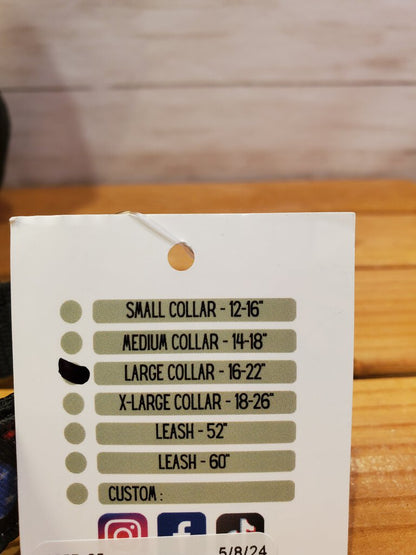 SMALL COLLAR - 12-16"
MEDIUM COLLAR - 14-18"
LARGE COLLAR - 16-22"
X-LARGE COLLAR - 18-26"
LEASH - 52"
LEASH - 60"
CUSTOM :
5/8/24